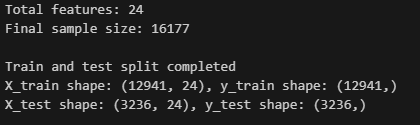 Total features: 24
Final sample size: 16177
Train and test split completed
X_train shape: (12941, 24), y_train shape: (12941,)
X_test shape: (3236, 24), y_test shape: (3236,)